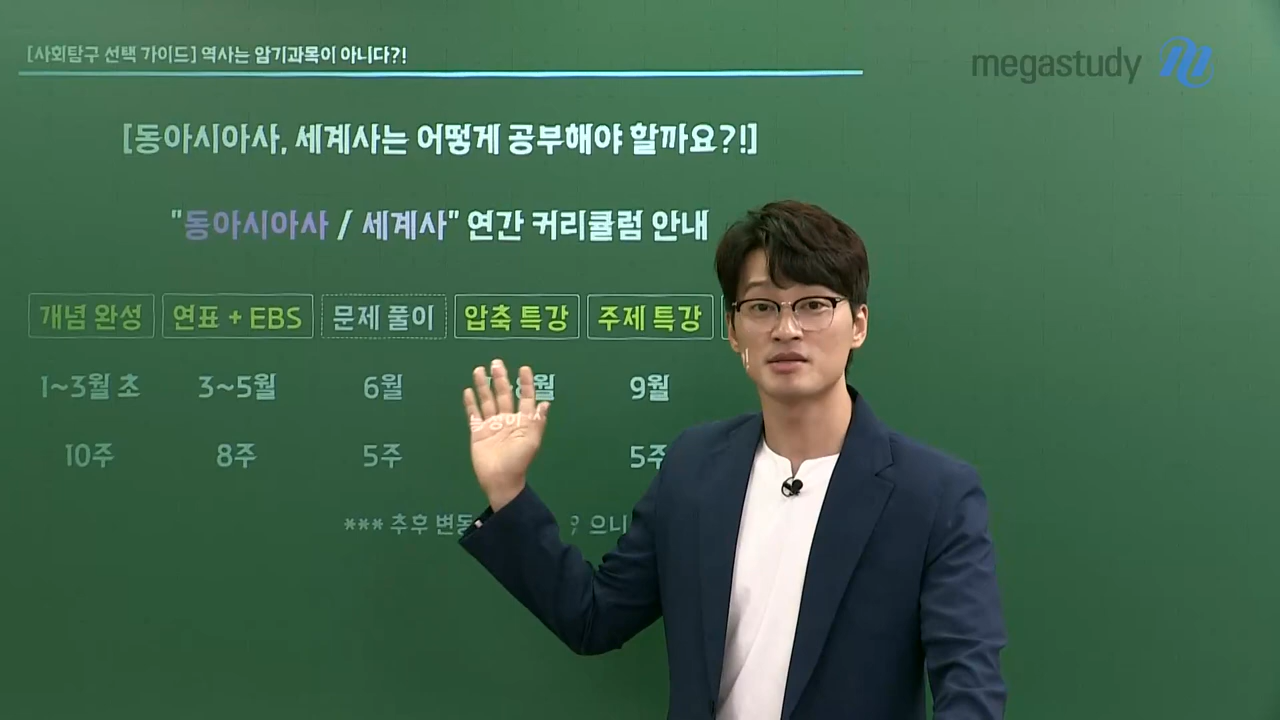 [사회탐구 선택 가이드] 역사는 암기과목이 아니다?!
megastudy
[동아시아사, 세계사는 어떻게 공부해야 할까요?!]
"동아시아사 / 세계사" 연간 커리큘럼 안내
개념 완성 연표 + EBS 문제 풀이 압축 특강 주제 특강
1~3월 초 3~5월 6월 9월
10주 8주 5주 5주
*** 추후 변동